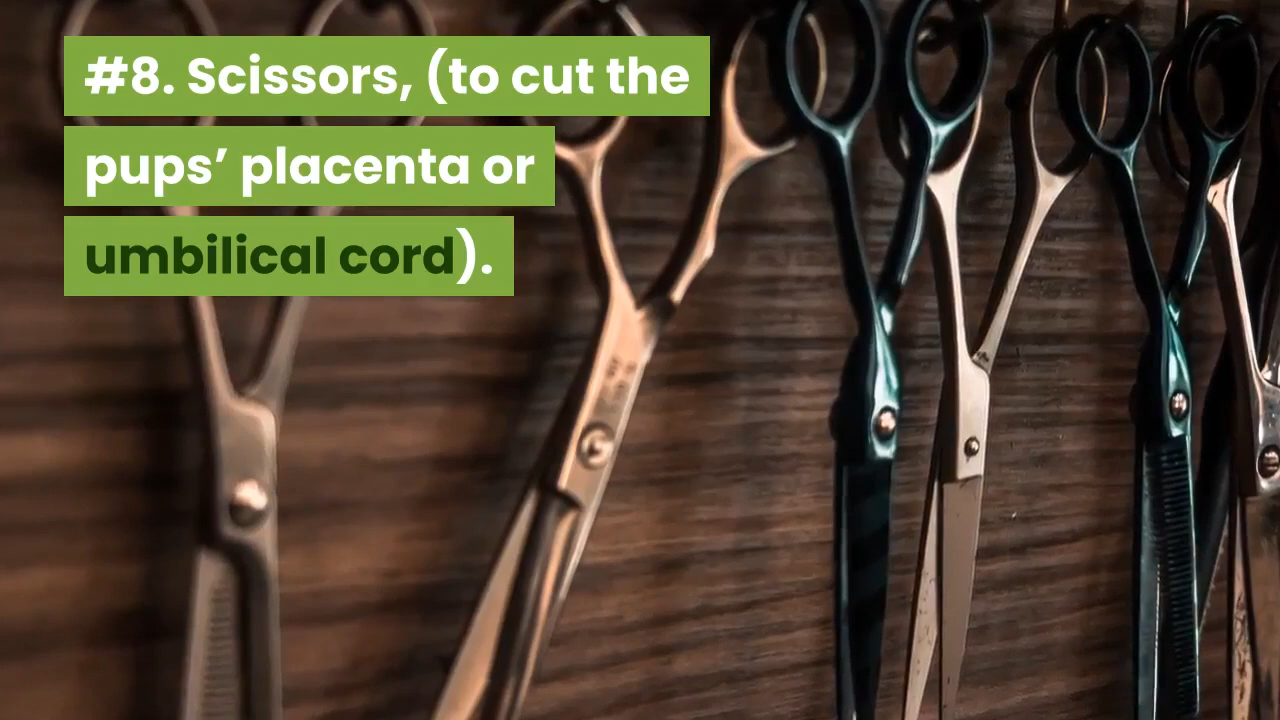 #8. Scissors, (to cut the
pups’ placenta or
umbilical cord).